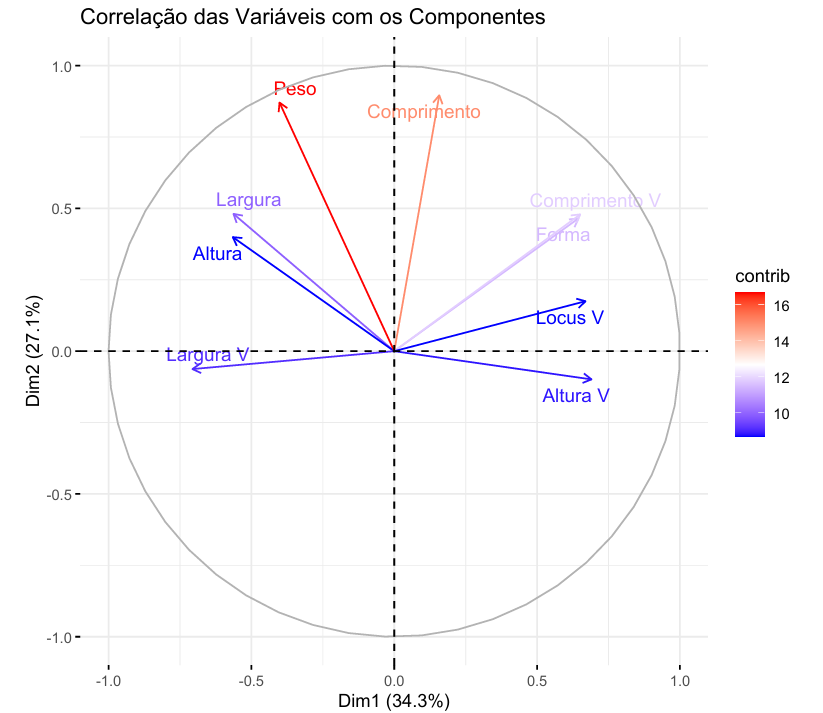 Correlação das Variáveis com os Componentes
1.0
Peso
Comprimento
Largura
Comprimento V
0.5
Forma
Altura
contrib
Locus V
16
14
12
10
Largura V
0.0
Altura V
Dim2 (27.1%)
-0.5
-1.0
-1.0
-0.5
0.0
0.5
1.0
Dim1 (34.3%)